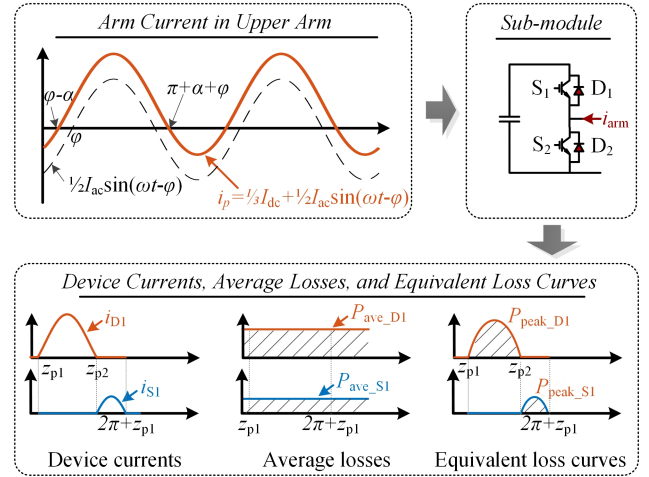 Arm Current in Upper Arm
φ-α
π+α+φ
φ
½Iacsin(ωt-φ)
ip=⅓Idc+½Iacsin(ωt-φ)
Sub-module
S1
D1
iarm
S2
D2
Device Currents, Average Losses, and Equivalent Loss Curves
iD1
zp1
zp2
iS1
2π+zp1
Device currents
Pave_D1
Pave_S1
zp1
2π+zp1
Average losses
Ppeak_D1
zp1
zp2
Ppeak_S1
2π+zp1
Equivalent loss curves